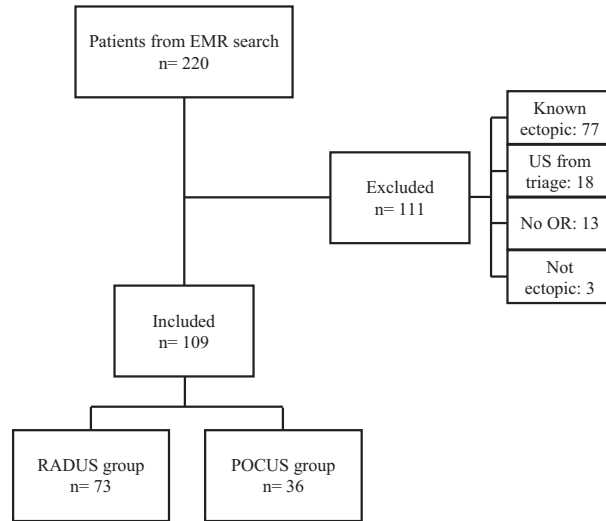 Patients from EMR search
n= 220
Known
ectopic: 77
US from
triage: 18
Excluded
n= 111
No OR: 13
Not
ectopic: 3
Included
n= 109
RADUS group
n= 73
POCUS group
n= 36